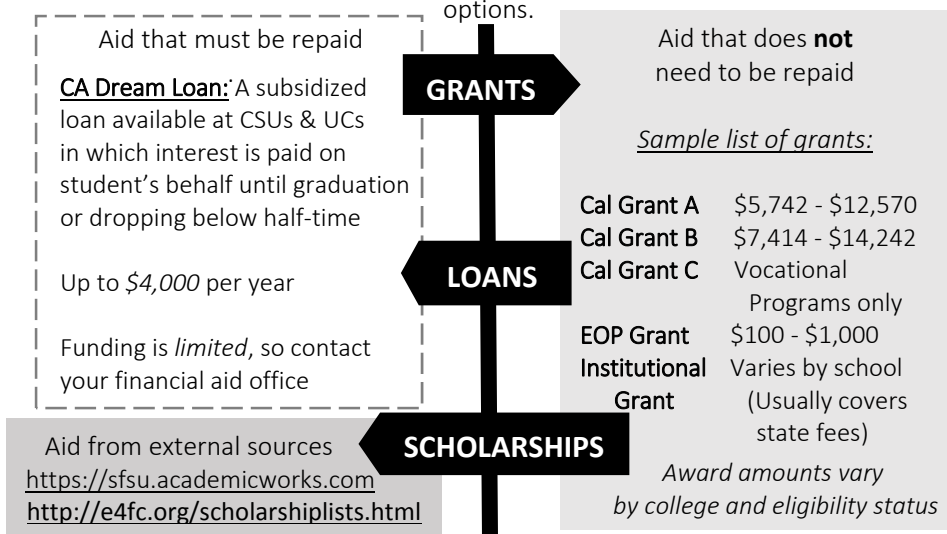 options.
Aid that must be repaid
CA Dream Loan: A subsidized
loan available at CSUs & UCs
in which interest is paid on
student's behalf until graduation
or dropping below half-time
Up to $4,000 per year
Funding is limited, so contact
your financial aid office
GRANTS
Aid that does not
need to be repaid
Sample list of grants:
Cal Grant A $5,742 - $12,570
Cal Grant B $7,414 - $14,242
Cal Grant C Vocational
Programs only
EOP Grant $100 - $1,000
Institutional Varies by school
Grant (Usually covers
state fees)
Award amounts vary
by college and eligibility status
LOANS
SCHOLARSHIPS
Aid from external sources
https://sfsu.academicworks.com
http://e4fc.org/scholarshiplists.html